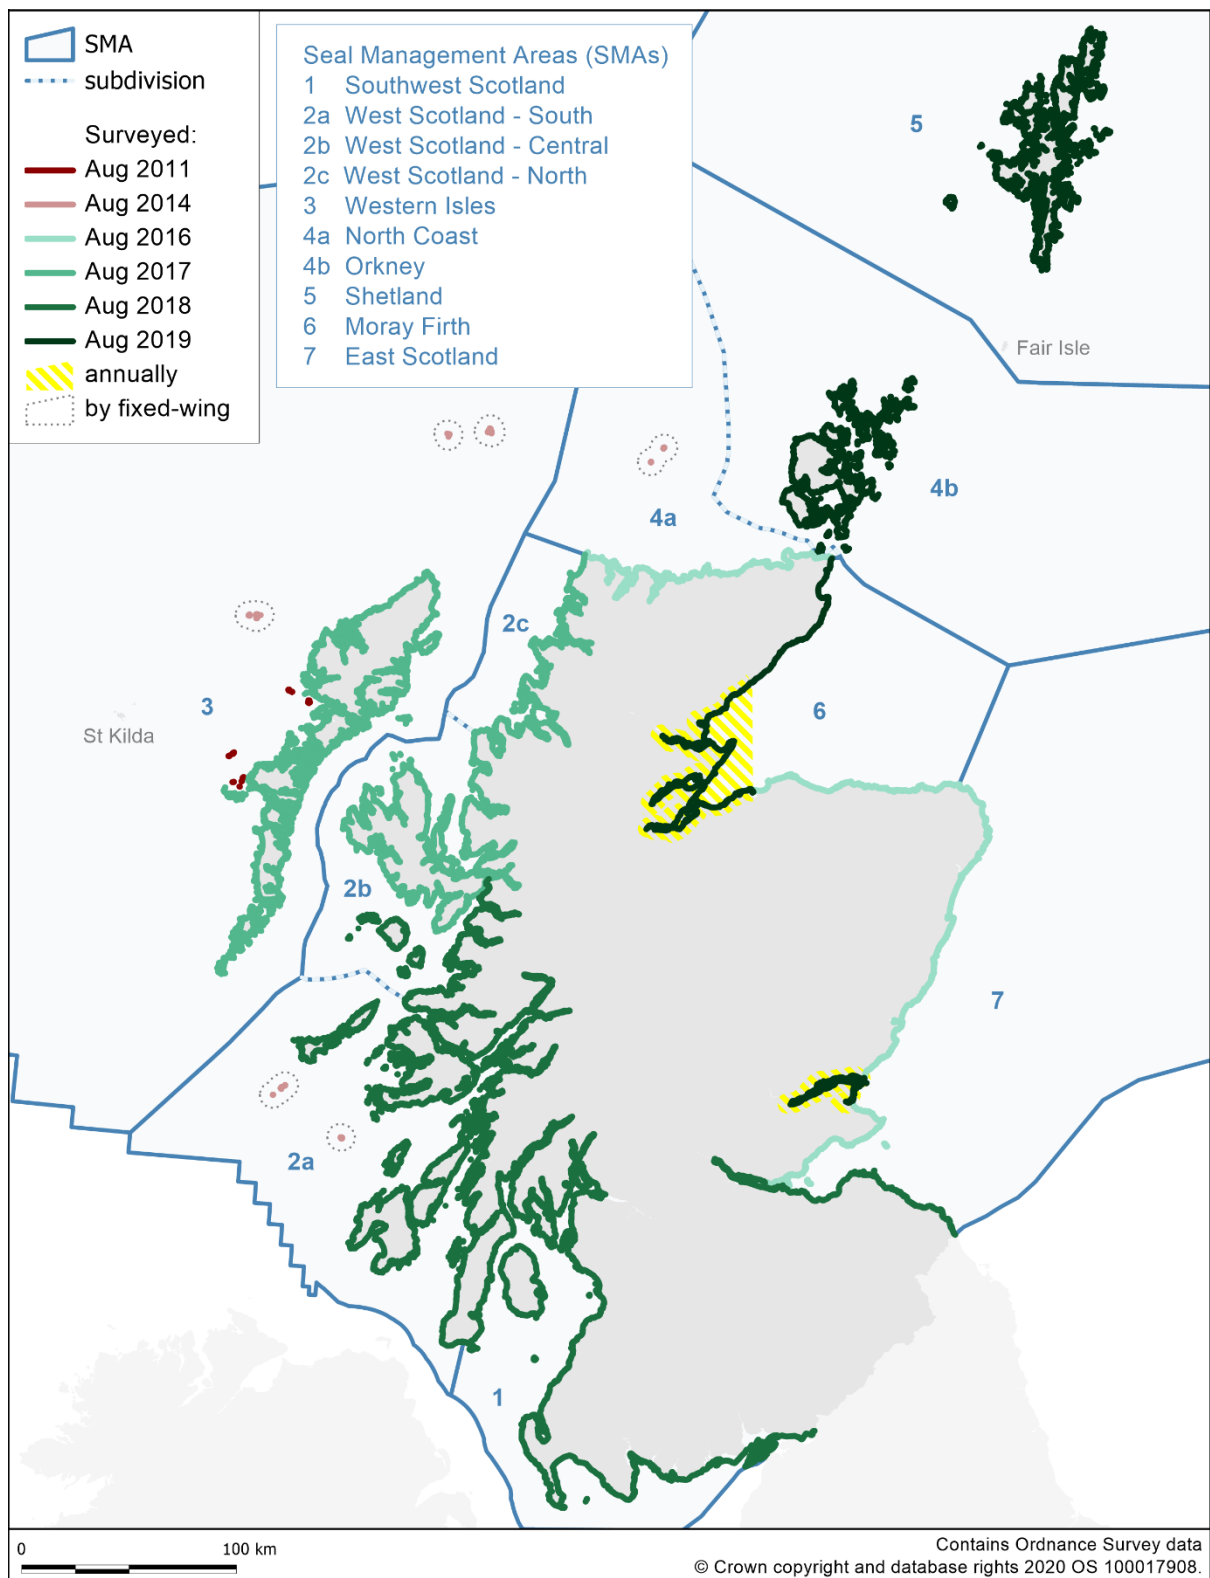 SMA
subdivision
Surveyed:
Aug 2011
Aug 2014
Aug 2016
Aug 2017
Aug 2018
Aug 2019
annually
by fixed-wing
Seal Management Areas (SMAs)
1 Southwest Scotland
2a West Scotland - South
2b West Scotland - Central
2c West Scotland - North
3 Western Isles
4a North Coast
4b Orkney
5 Shetland
6 Moray Firth
7 East Scotland
5
Fair Isle
4b
4a
2c
3
St Kilda
6
2b
7
2a
1
0 100 km
Contains Ordnance Survey data
© Crown copyright and database rights 2020 OS 100017908.